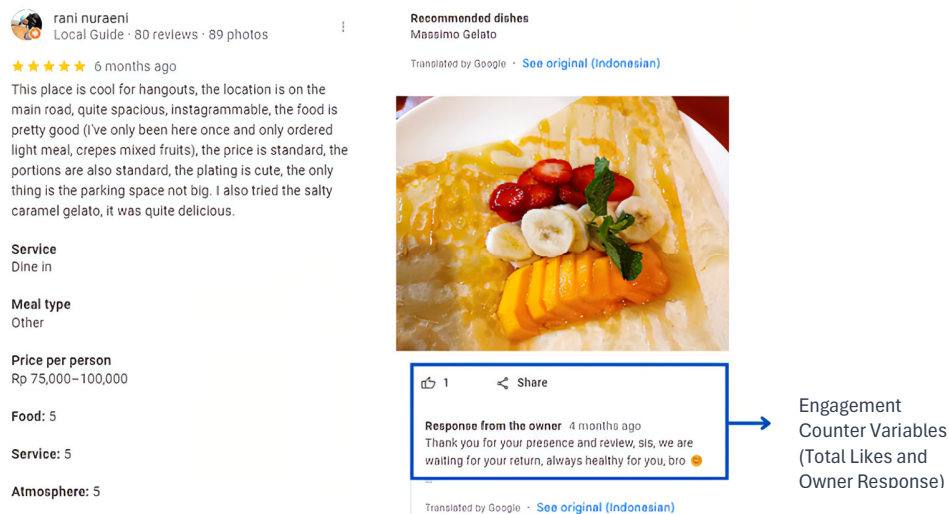 rani nuraeni
Local Guide · 80 reviews · 89 photos
6 months ago
This place is cool for hangouts, the location is on the
main road, quite spacious, instagrammable, the food is
pretty good (I've only been here once and only ordered
light meal, crepes mixed fruits), the price is standard, the
portions are also standard, the plating is cute, the only
thing is the parking space not big. I also tried the salty
caramel gelato, it was quite delicious.
Service
Dine in
Meal type
Other
Price per person
Rp 75,000–100,000
Food: 5
Service: 5
Atmosphere: 5
Recommended dishes
Massimo Gelato
Translated by Google · See original (Indonesian)
1 Share
Response from the owner 4 months ago
Thank you for your presence and review, sis, we are
waiting for your return, always healthy for you, bro 😊
...
Translated by Google · See original (Indonesian)
Engagement
Counter Variables
(Total Likes and
Owner Response)